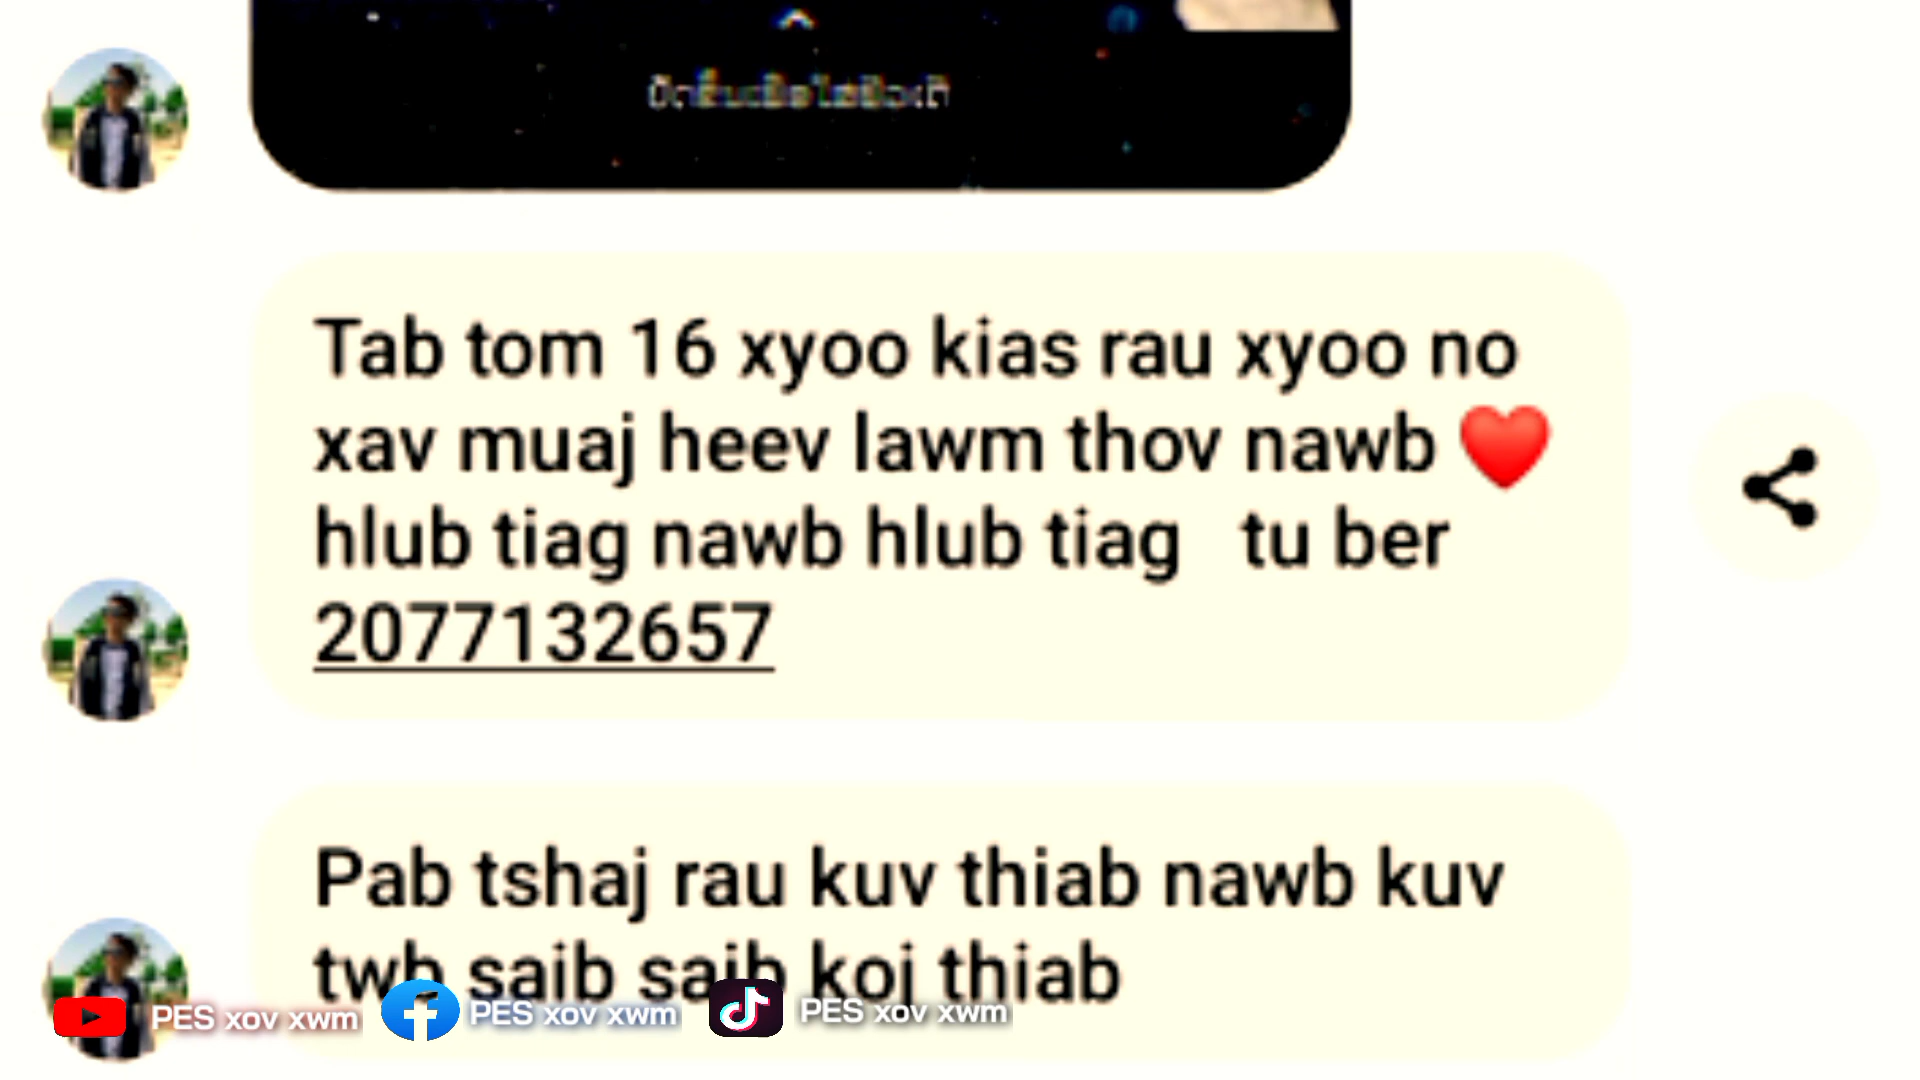 Tab tom 16 xyoo kias rau xyoo no
xav muaj heev lawm thov nawb ❤️
hlub tiag nawb hlub tiag tu ber
2077132657
Pab tshaj rau kuv thiab nawb kuv
twb saib saib koj thiab
PES xov xwm PES xov xwm PES xov xwm